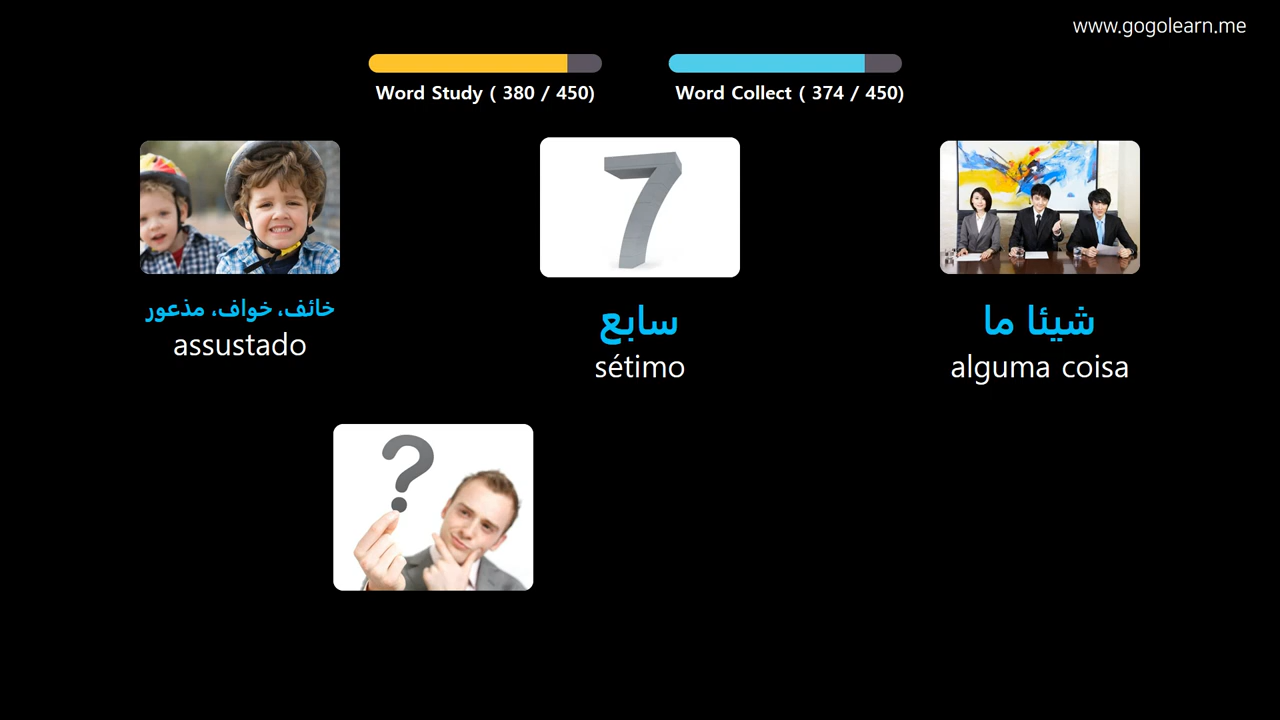 www.gogolearn.me
Word Study ( 380 / 450)
Word Collect ( 374 / 450)
خائف، خواف، مذعور
assustado
7
سابع
sétimo
شيئا ما
alguma coisa
?